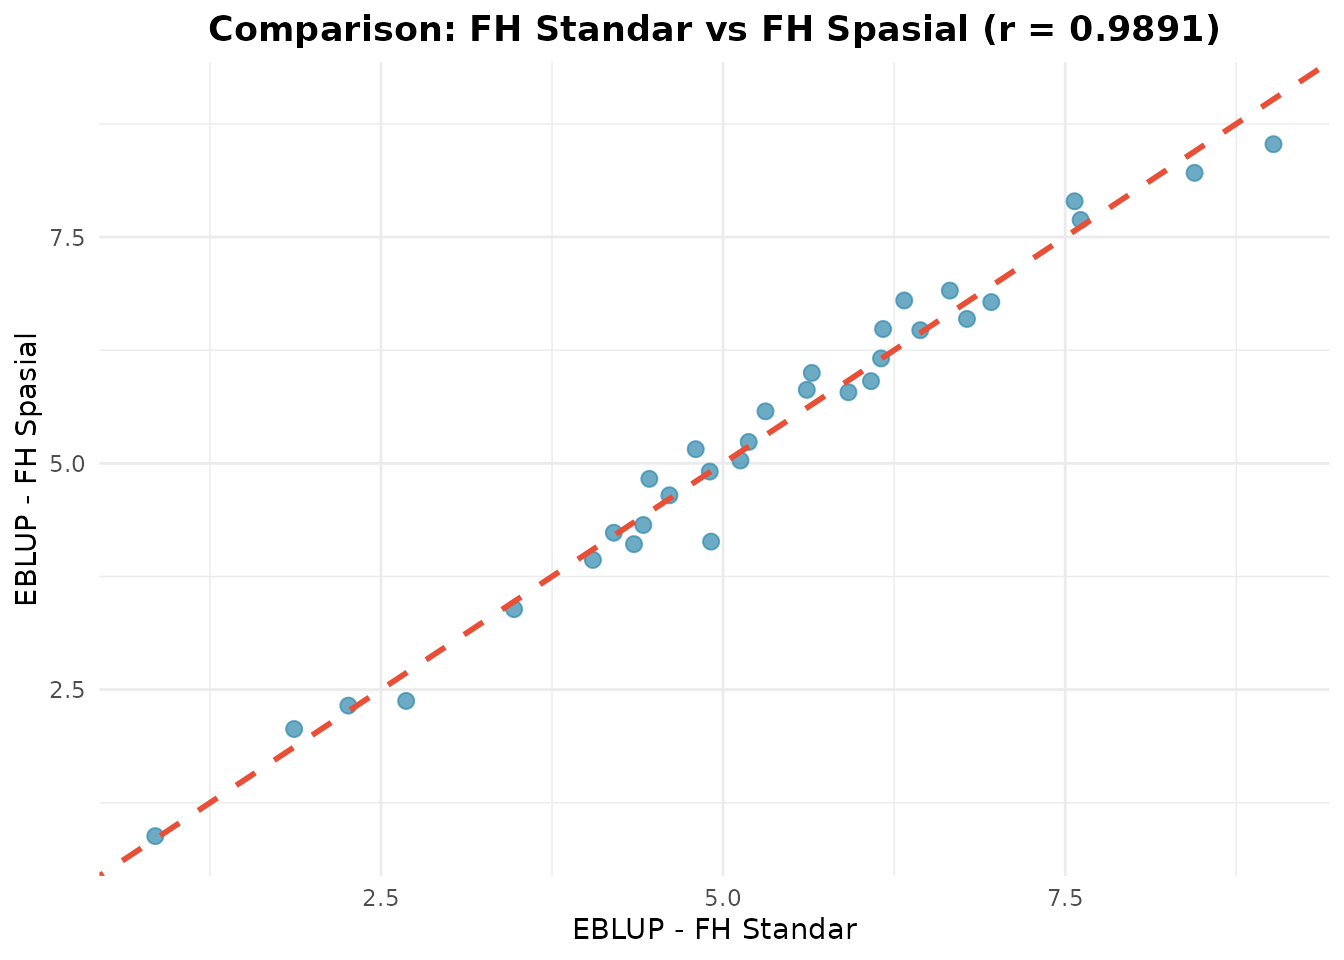 Comparison: FH Standar vs FH Spasial (r = 0.9891)
EBLUP - FH Spasial
7.5
5.0
2.5
2.5 5.0 7.5
EBLUP - FH Standar